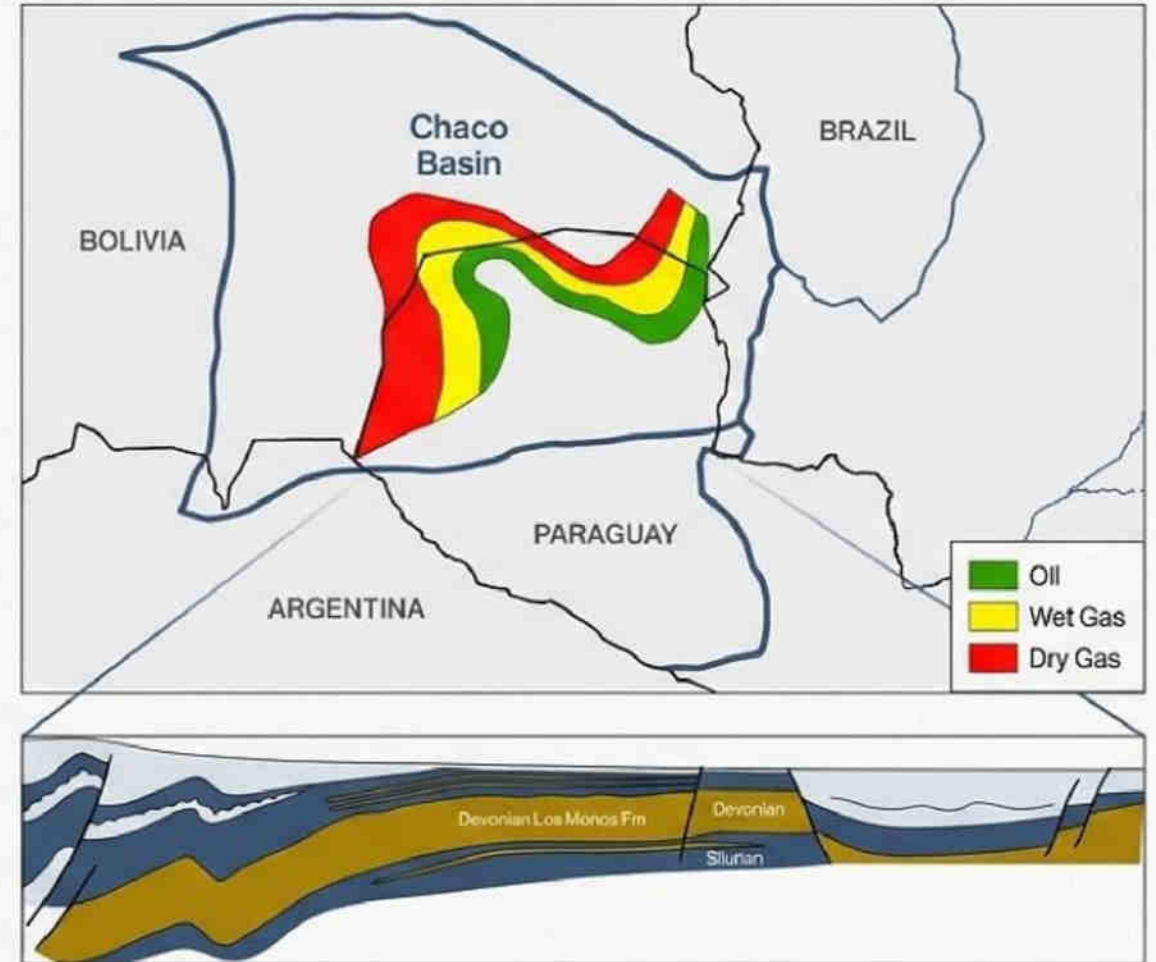 Chaco
Basin
BRAZIL
BOLIVIA
PARAGUAY
ARGENTINA
Oil
Wet Gas
Dry Gas
Devonian Los Monos Fm
Devonian
Silurian